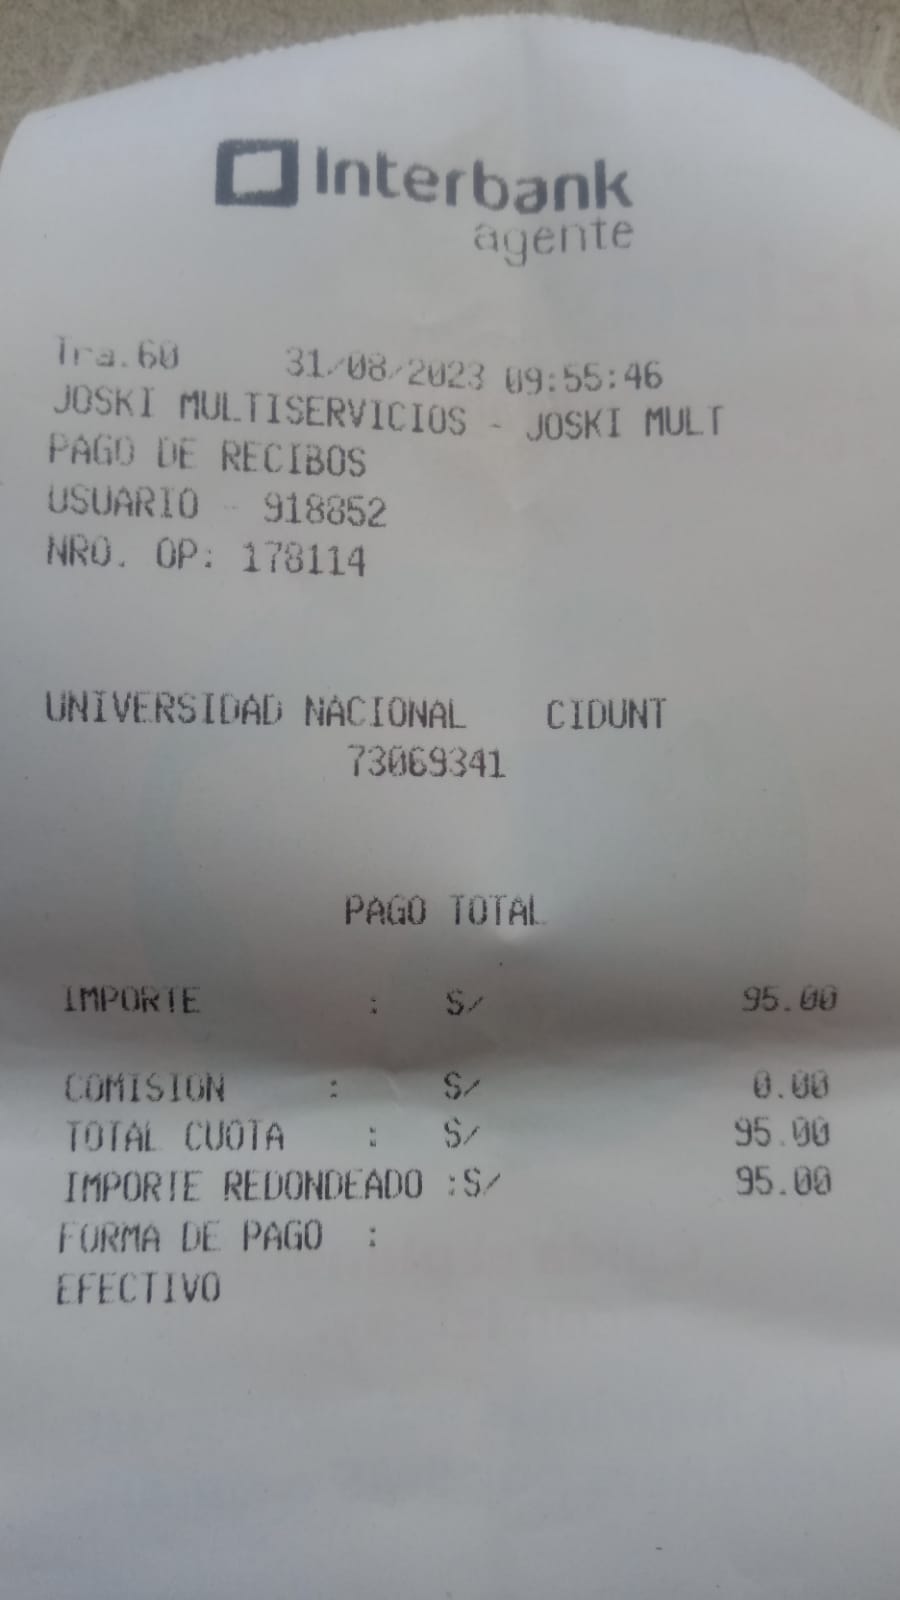 Interbank
agente
Tra.60 31/08/2023 09:55:46
JOSKI MULTISERVICIOS - JOSKI MULT
PAGO DE RECIBOS
USUARIO - 918852
NRO. OP: 178114
UNIVERSIDAD NACIONAL CIDUNT
73069341
PAGO TOTAL
IMPORTE : S/ 95.00
COMISION : S/ 0.00
TOTAL CUOTA : S/ 95.00
IMPORTE REDONDEADO :S/ 95.00
FORMA DE PAGO :
EFECTIVO